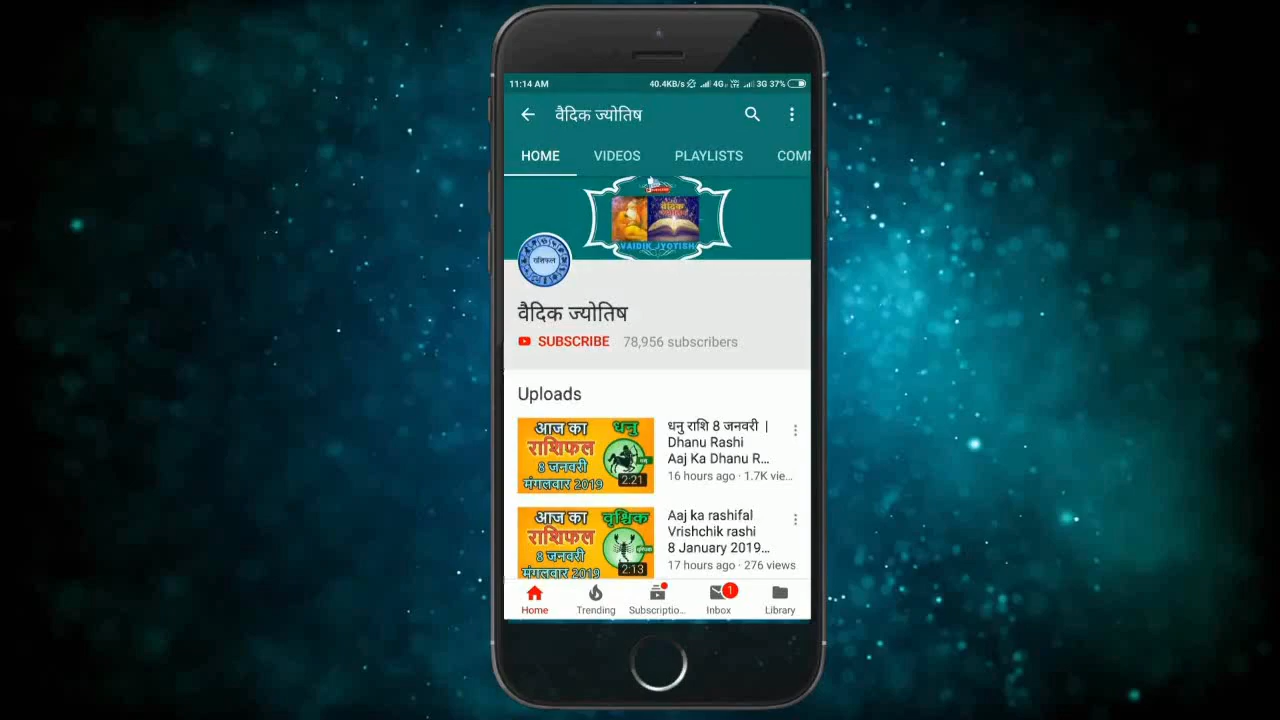 11:14 AM
40.4KB/s 4G 3G 37%
वैदिक ज्योतिष
HOME VIDEOS PLAYLISTS COMM
वैदिक
VAIDIK JYOTISH
राशिफल
वैदिक ज्योतिष
SUBSCRIBE 78,956 subscribers
Uploads
आज का धनु
राशिफल
8 जनवरी
मंगलवार 2019
2:21
धनु राशि 8 जनवरी |
Dhanu Rashi
Aaj Ka Dhanu R...
16 hours ago · 1.7K vie...
आज का वृश्चिक
राशिफल
8 जनवरी
मंगलवार 2019
2:13
Aaj ka rashifal
Vrishchik rashi
8 January 2019...
17 hours ago · 276 views
1
Home Trending Subscriptio... Inbox Library